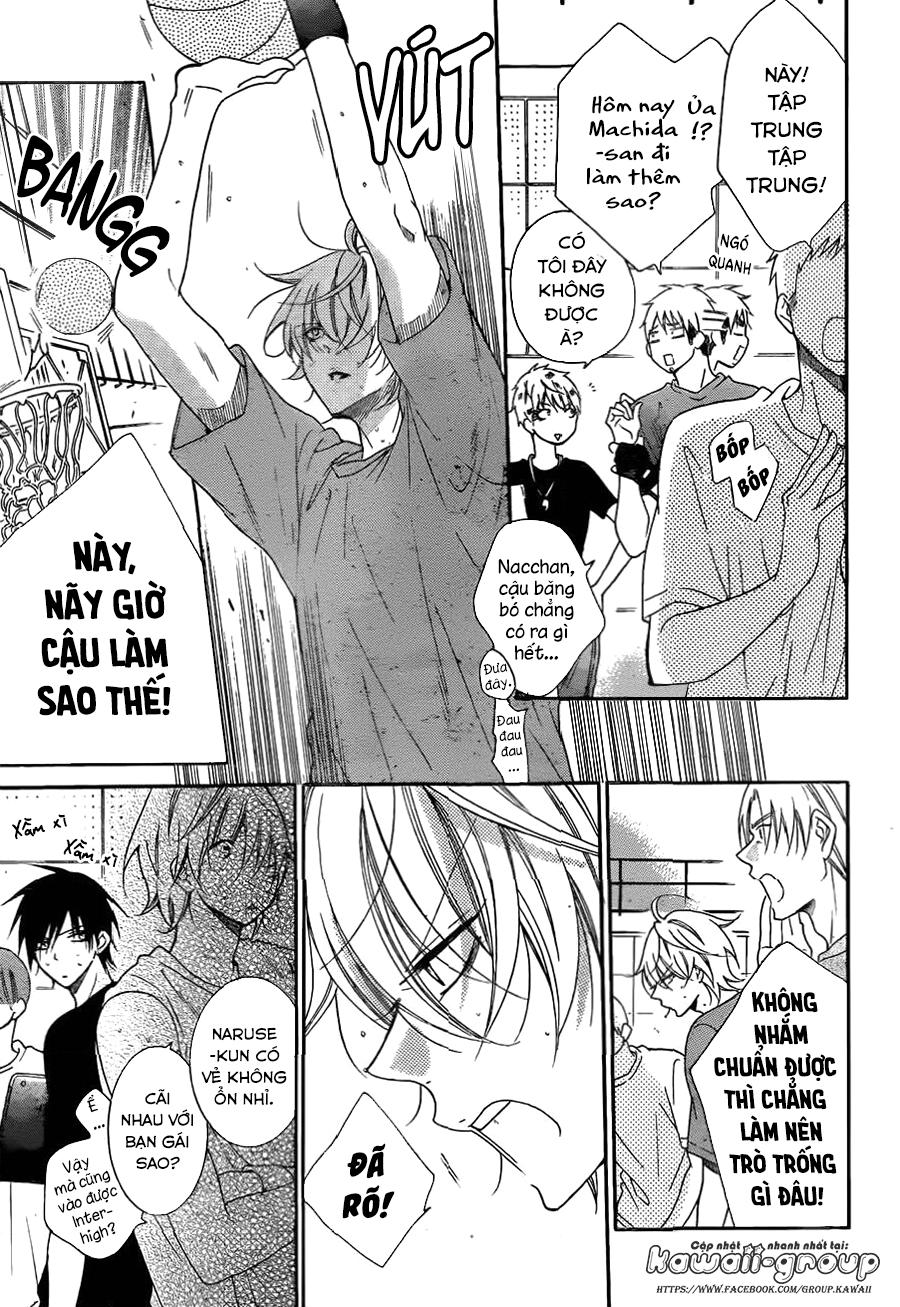 NÀY!
TẬP
TRUNG
TẬP
TRUNG!
Ủa
!?
Hôm nay
Machida
-san đi
làm thêm
sao?
NGÓ
QUANH
CÓ
TÔI ĐÂY
KHÔNG
ĐƯỢC
À?
BỐP
BỐP
Nacchan,
cậu băng
bó chẳng
có ra gì
hết...
Đưa
đây.
Đau
đau
đau
...
VÚT
BANGG
NÀY,
NÃY GIỜ
CẬU LÀM
SAO THẾ!
KHÔNG
NHẮM
CHUẨN ĐƯỢC
THÌ CHẲNG
LÀM NÊN
TRÒ TRỐNG
GÌ ĐÂU!
ĐÃ
RÕ!
Xầm xì
Xầm xì
NARUSE
-KUN CÓ
VẺ KHÔNG
ỔN NHỈ.
CÃI
NHAU VỚI
BẠN GÁI
SAO?
Ể
...
Vậy
mà cũng
vào được
Inter-
high?
Cập nhật nhanh nhất tại:
kawaii-group
HTTPS://WWW.FACEBOOK.COM/GROUP.KAWAII